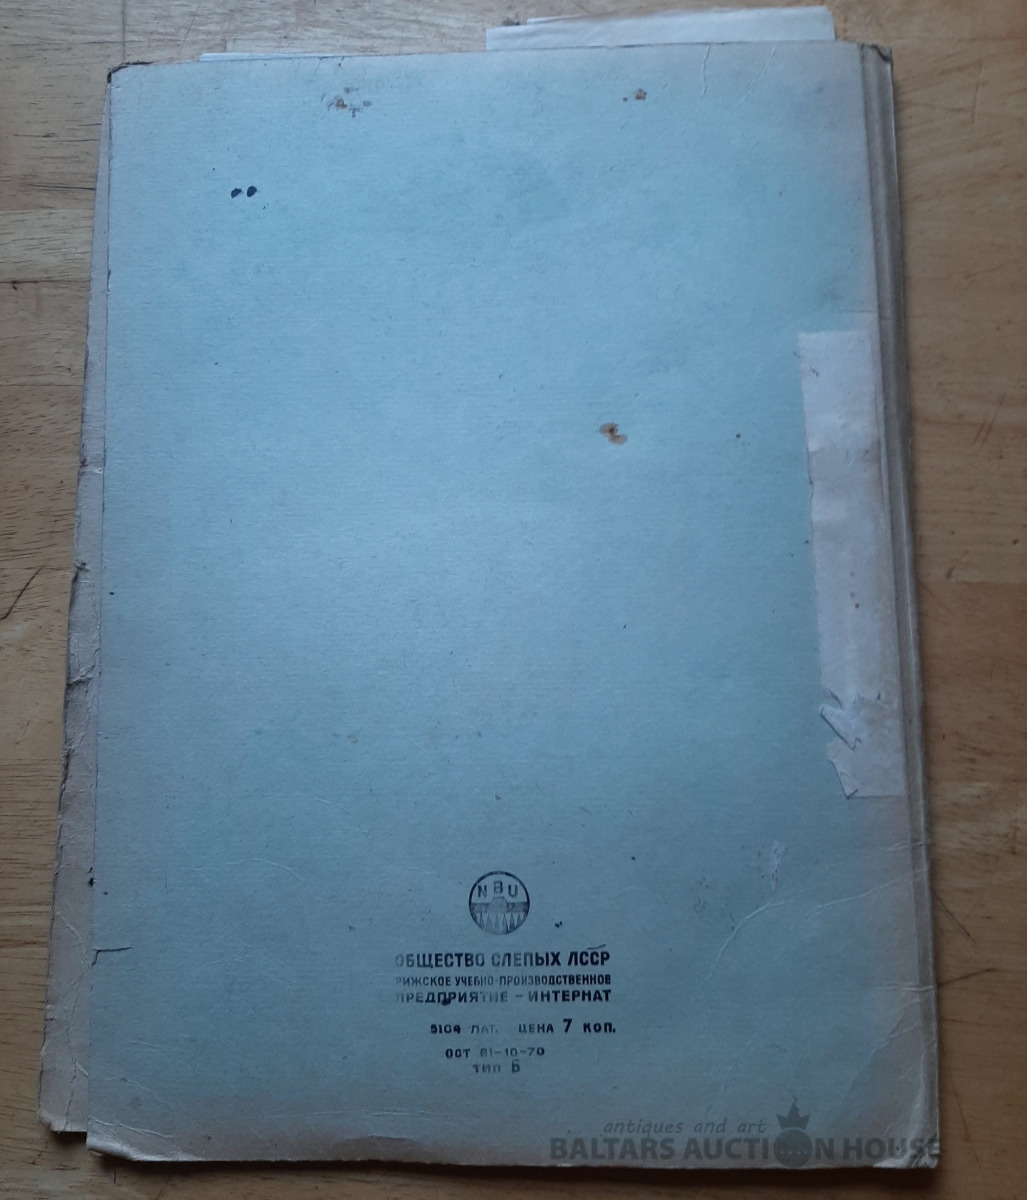 NBU
ОБЩЕСТВО СЛЕПЫХ ЛССР
РИЖСКОЕ УЧЕБНО-ПРОИЗВОДСТВЕННОЕ
ПРЕДПРИЯТИЕ - ИНТЕРНАТ
5104 ЛАТ. ЦЕНА 7 КОП.
ОСТ 81-10-70
ТИП Б
antiques and art
BALTARS AUCTION HOUSE